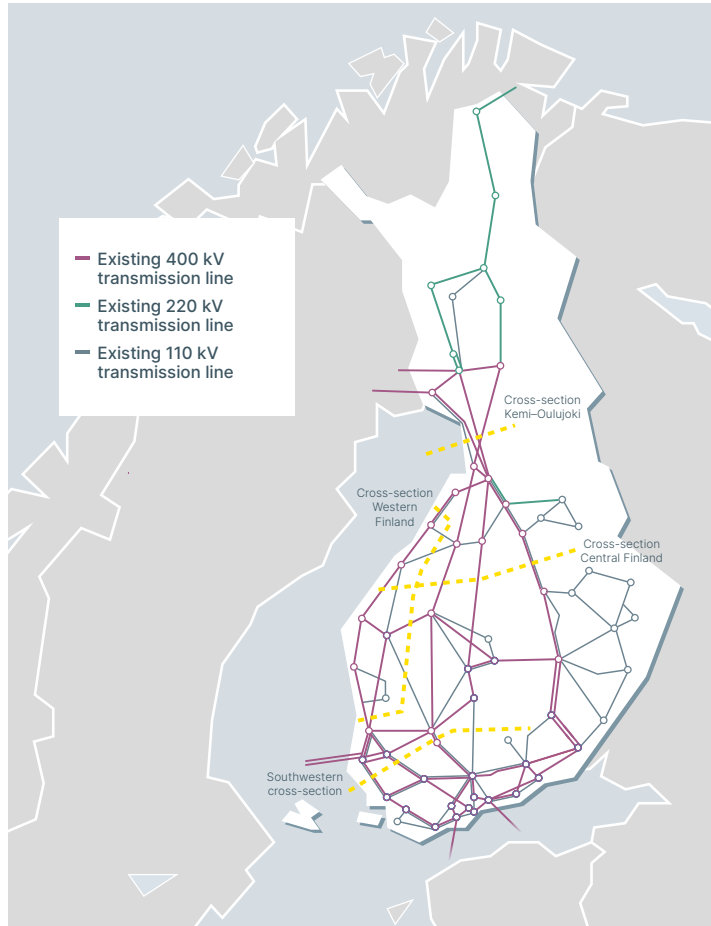 Existing 400 kV
transmission line
Existing 220 kV
transmission line
Existing 110 kV
transmission line
Cross-section
Kemi–Oulujoki
Cross-section
Western
Finland
Cross-section
Central Finland
Southwestern
cross-section